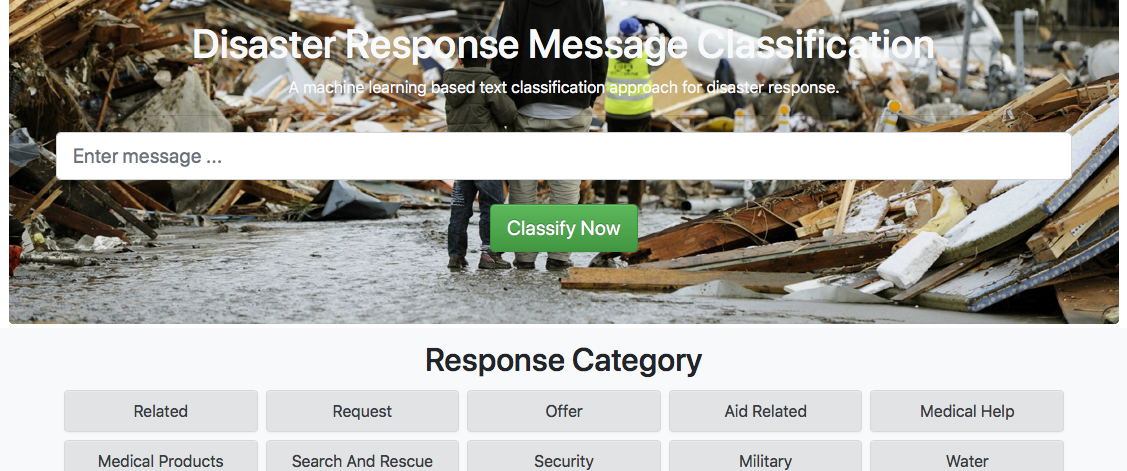 Disaster Response Message Classification
A machine learning based text classification approach for disaster response.
Enter message ...
Classify Now
Response Category
Related Request Offer Aid Related Medical Help
Medical Products Search And Rescue Security Military Water